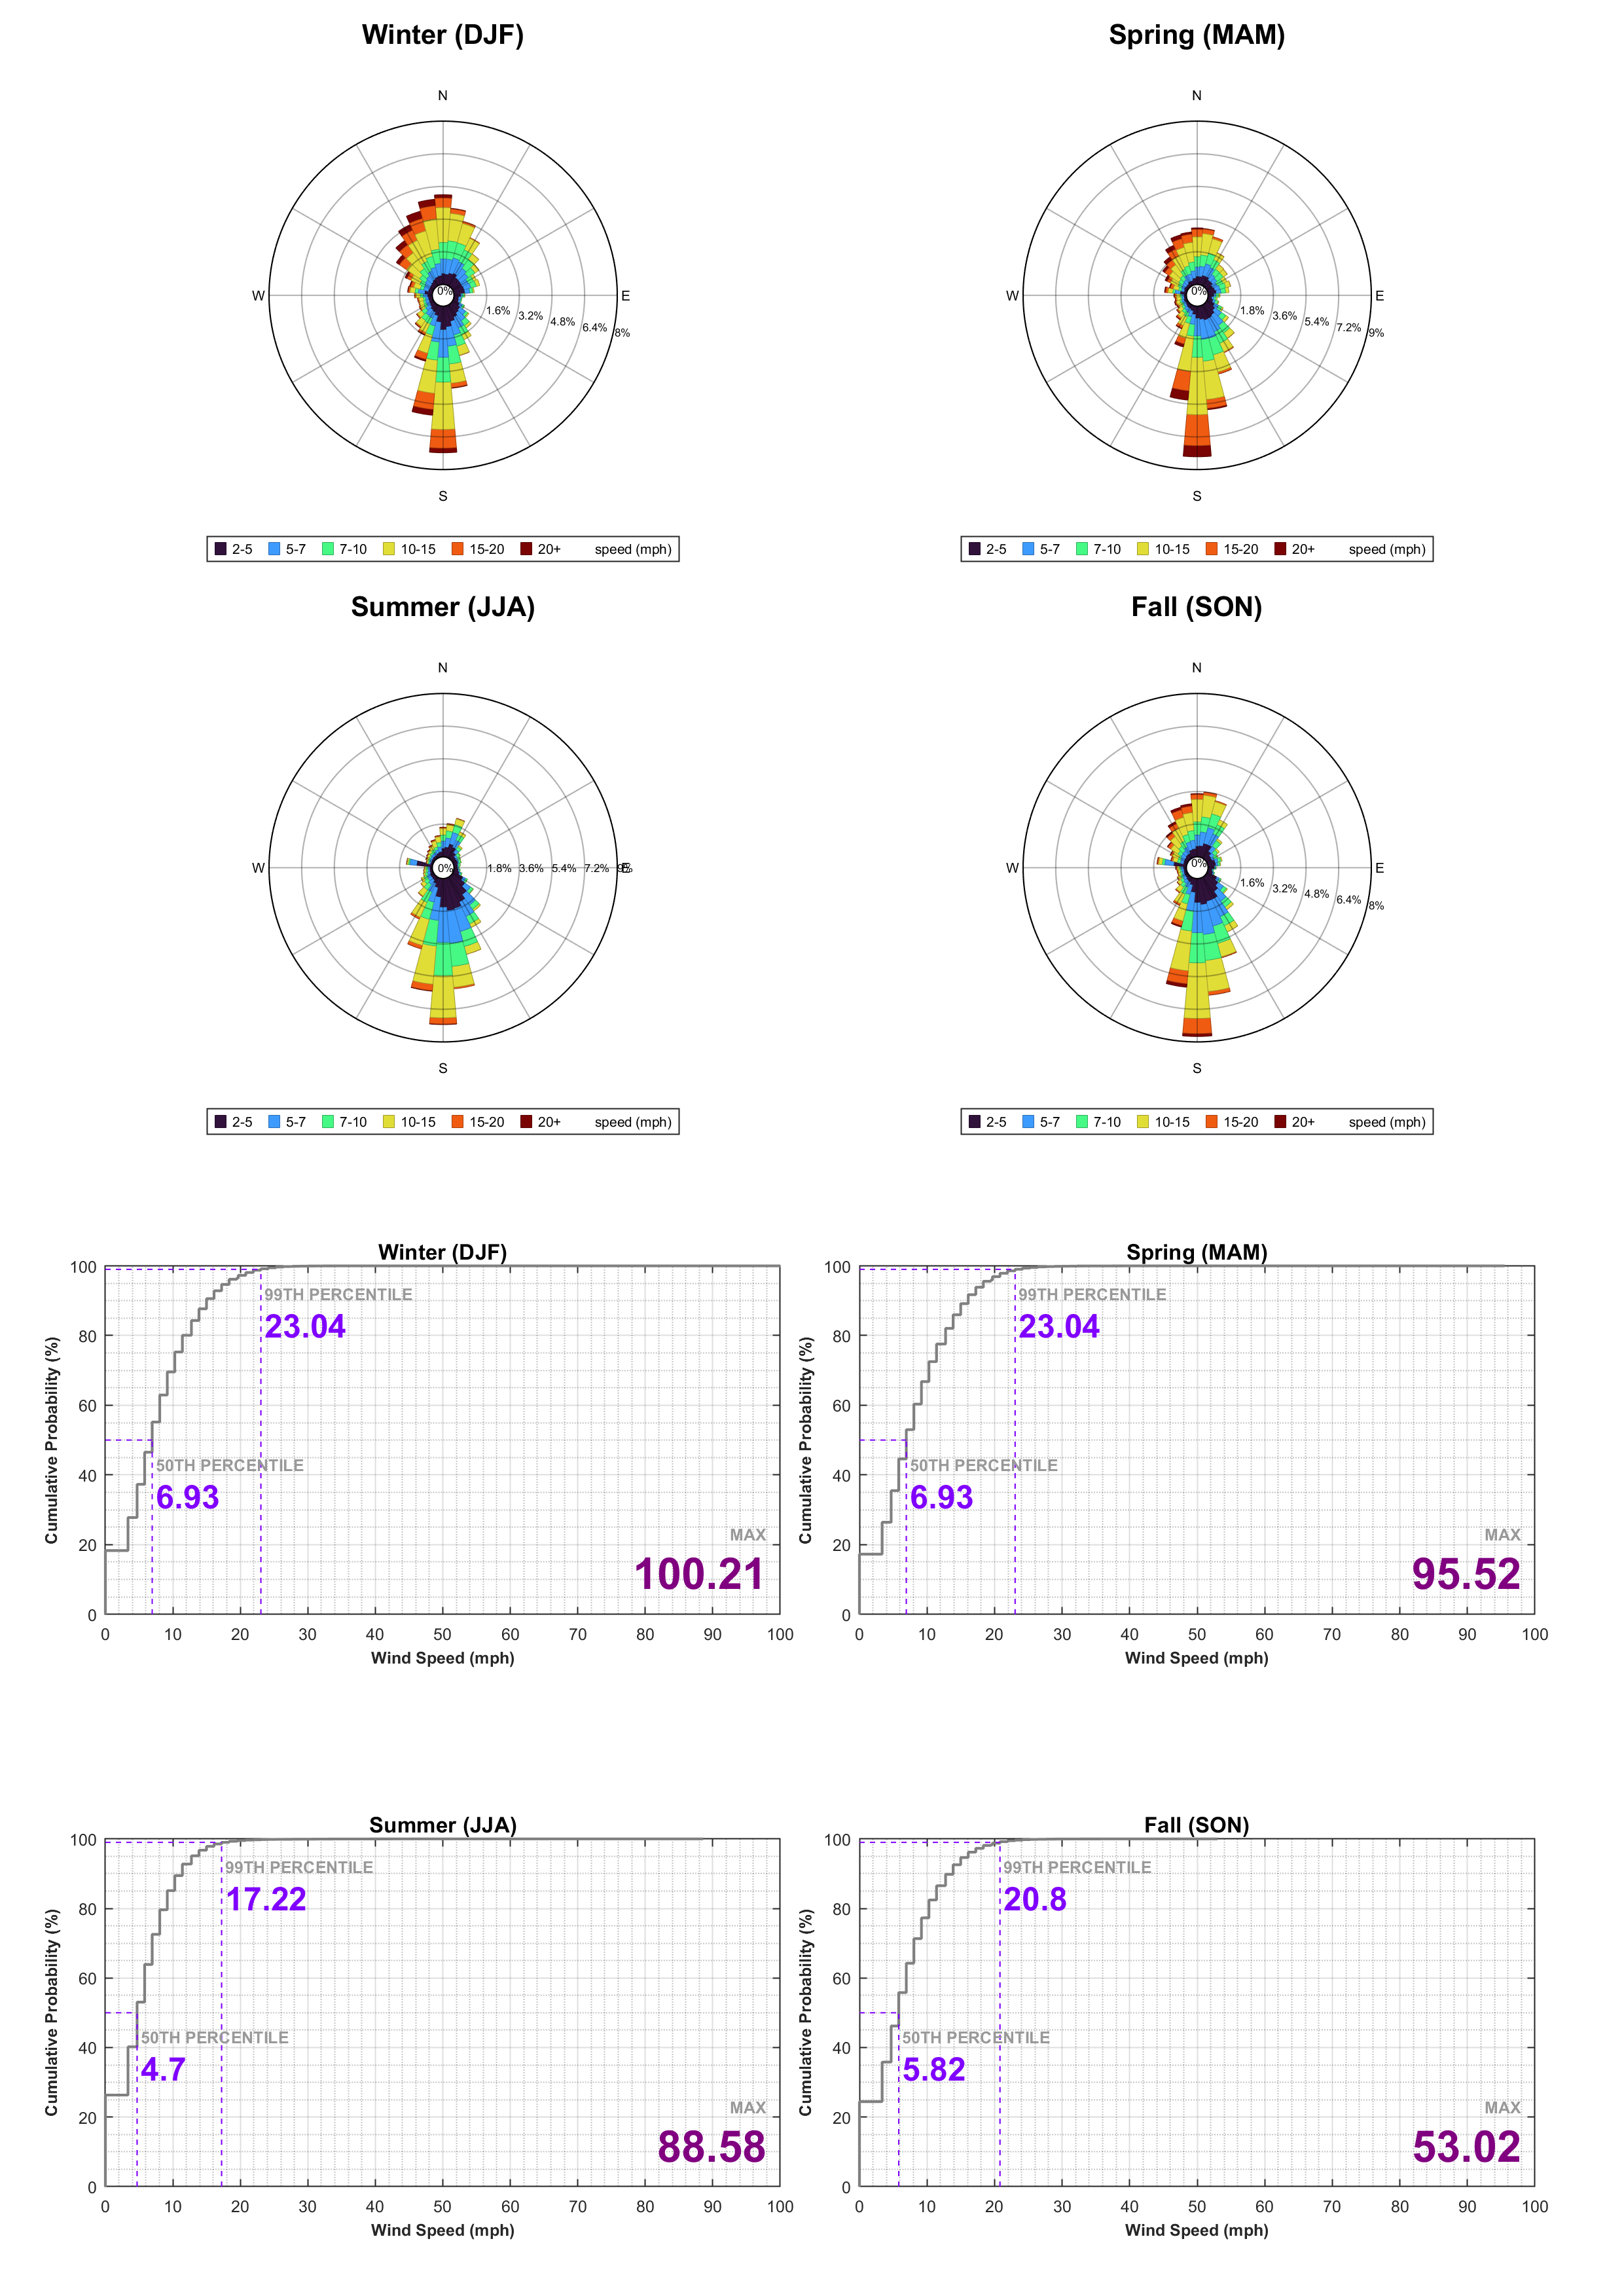 Winter (DJF) Spring (MAM)
N N
W 0% E W 0% E
1.6% 3.2% 4.8% 6.4% 8% 1.8% 3.6% 5.4% 7.2% 9%
S S
2-5 5-7 7-10 10-15 15-20 20+ speed (mph) 2-5 5-7 7-10 10-15 15-20 20+ speed (mph)
Summer (JJA) Fall (SON)
N N
W 0% 1.8% 3.6% 5.4% 7.2% 9% E W 0% E
1.6% 3.2% 4.8% 6.4% 8%
S S
2-5 5-7 7-10 10-15 15-20 20+ speed (mph) 2-5 5-7 7-10 10-15 15-20 20+ speed (mph)
Winter (DJF)
100
80
60
40
20
0
Cumulative Probability (%)
99TH PERCENTILE
23.04
50TH PERCENTILE
6.93
MAX
100.21
0 10 20 30 40 50 60 70 80 90 100
Wind Speed (mph)
Spring (MAM)
100
80
60
40
20
0
Cumulative Probability (%)
99TH PERCENTILE
23.04
50TH PERCENTILE
6.93
MAX
95.52
0 10 20 30 40 50 60 70 80 90 100
Wind Speed (mph)
Summer (JJA)
100
80
60
40
20
0
Cumulative Probability (%)
99TH PERCENTILE
17.22
50TH PERCENTILE
4.7
MAX
88.58
0 10 20 30 40 50 60 70 80 90 100
Wind Speed (mph)
Fall (SON)
100
80
60
40
20
0
Cumulative Probability (%)
99TH PERCENTILE
20.8
50TH PERCENTILE
5.82
MAX
53.02
0 10 20 30 40 50 60 70 80 90 100
Wind Speed (mph)